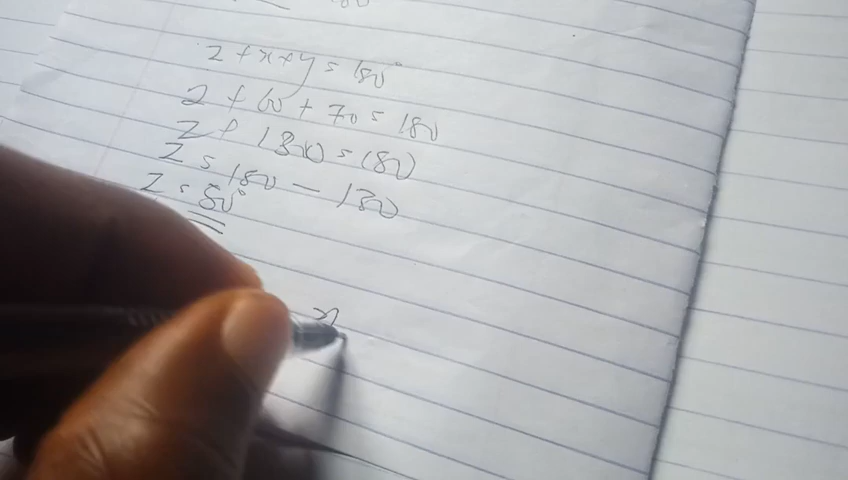 z + x + y = 180°
z + 60 + 70 = 180
z + 130 = 180
z = 180 - 130
z = 50°
x